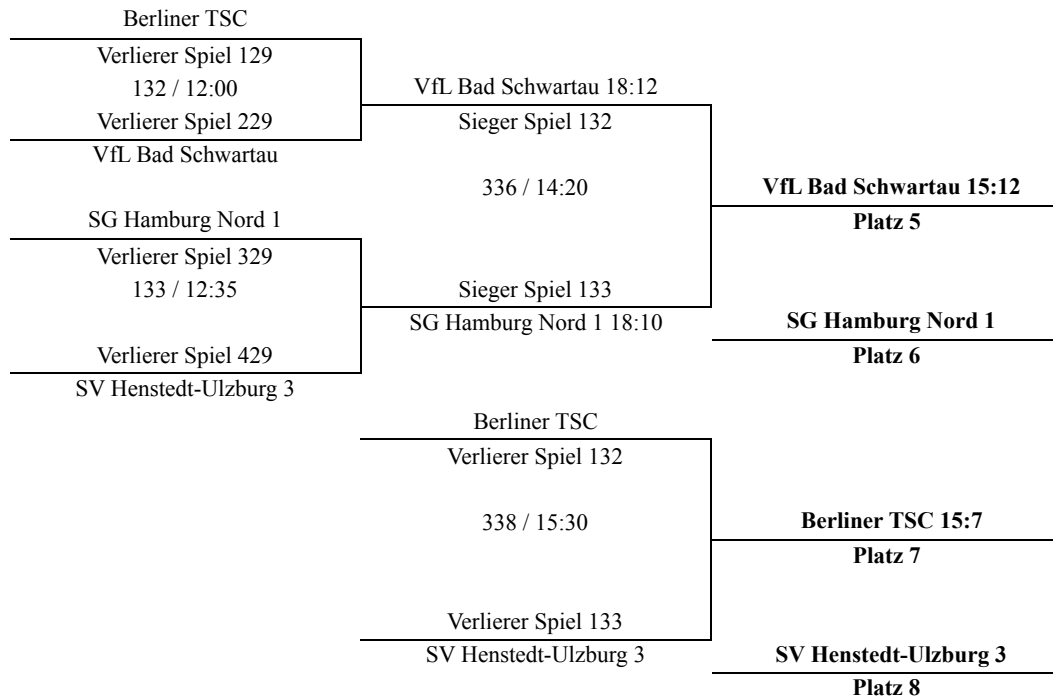 Berliner TSC
Verlierer Spiel 129
132 / 12:00
Verlierer Spiel 229
VfL Bad Schwartau
SG Hamburg Nord 1
Verlierer Spiel 329
133 / 12:35
Verlierer Spiel 429
SV Henstedt-Ulzburg 3
VfL Bad Schwartau 18:12
Sieger Spiel 132
336 / 14:20
Sieger Spiel 133
SG Hamburg Nord 1 18:10
VfL Bad Schwartau 15:12
Platz 5
SG Hamburg Nord 1
Platz 6
Berliner TSC
Verlierer Spiel 132
338 / 15:30
Verlierer Spiel 133
SV Henstedt-Ulzburg 3
Berliner TSC 15:7
Platz 7
SV Henstedt-Ulzburg 3
Platz 8